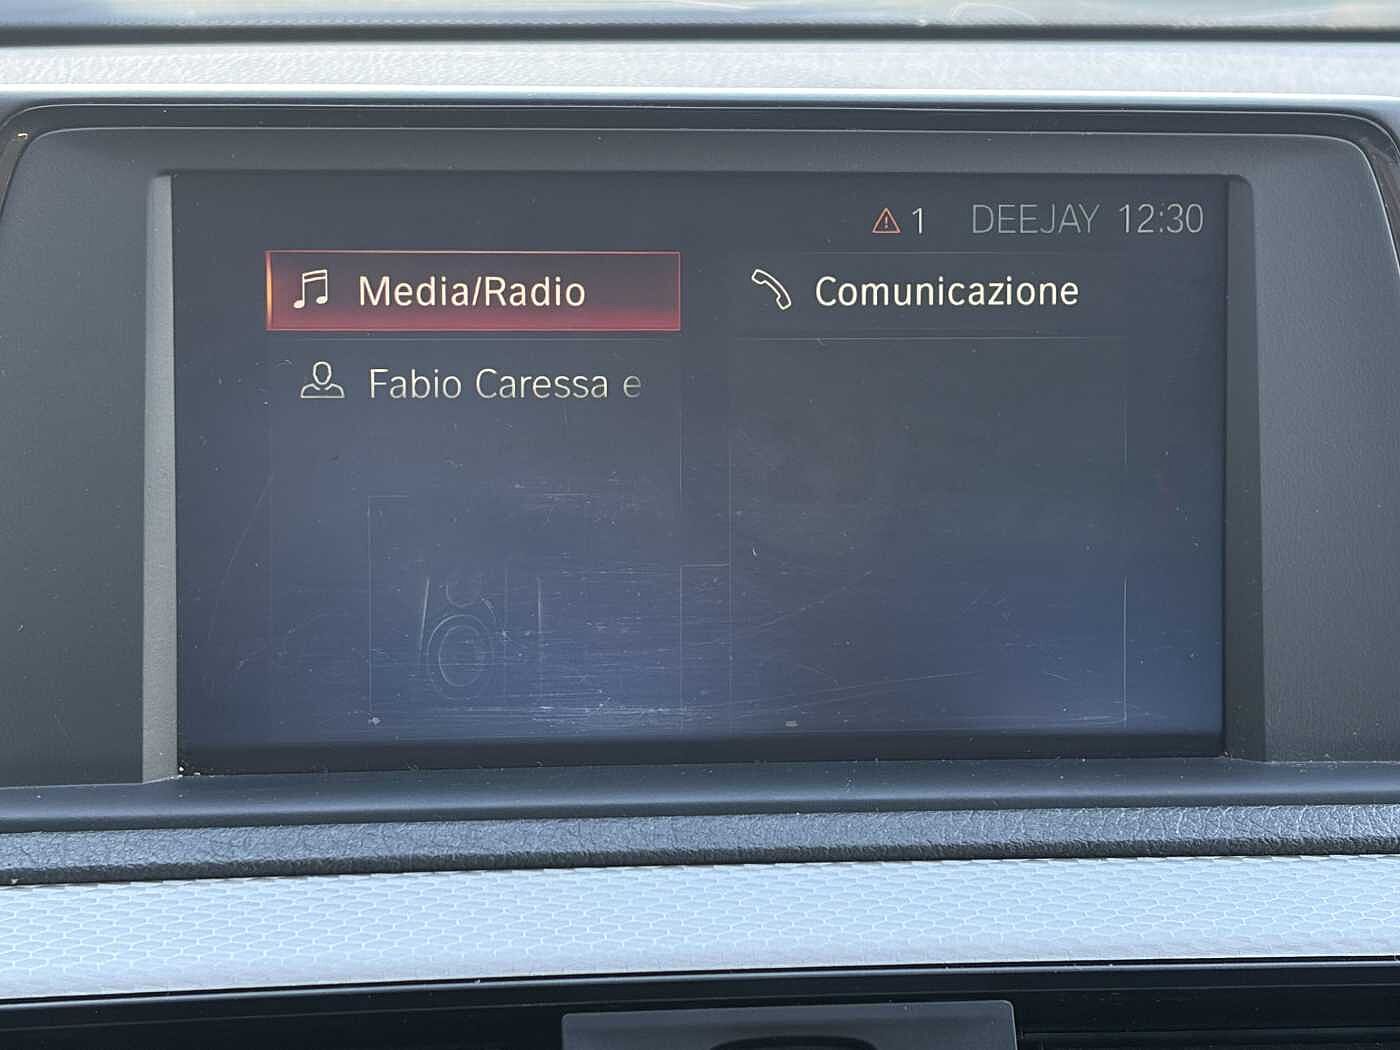 1 DEEJAY 12:30
Media/Radio Comunicazione
Fabio Caressa e